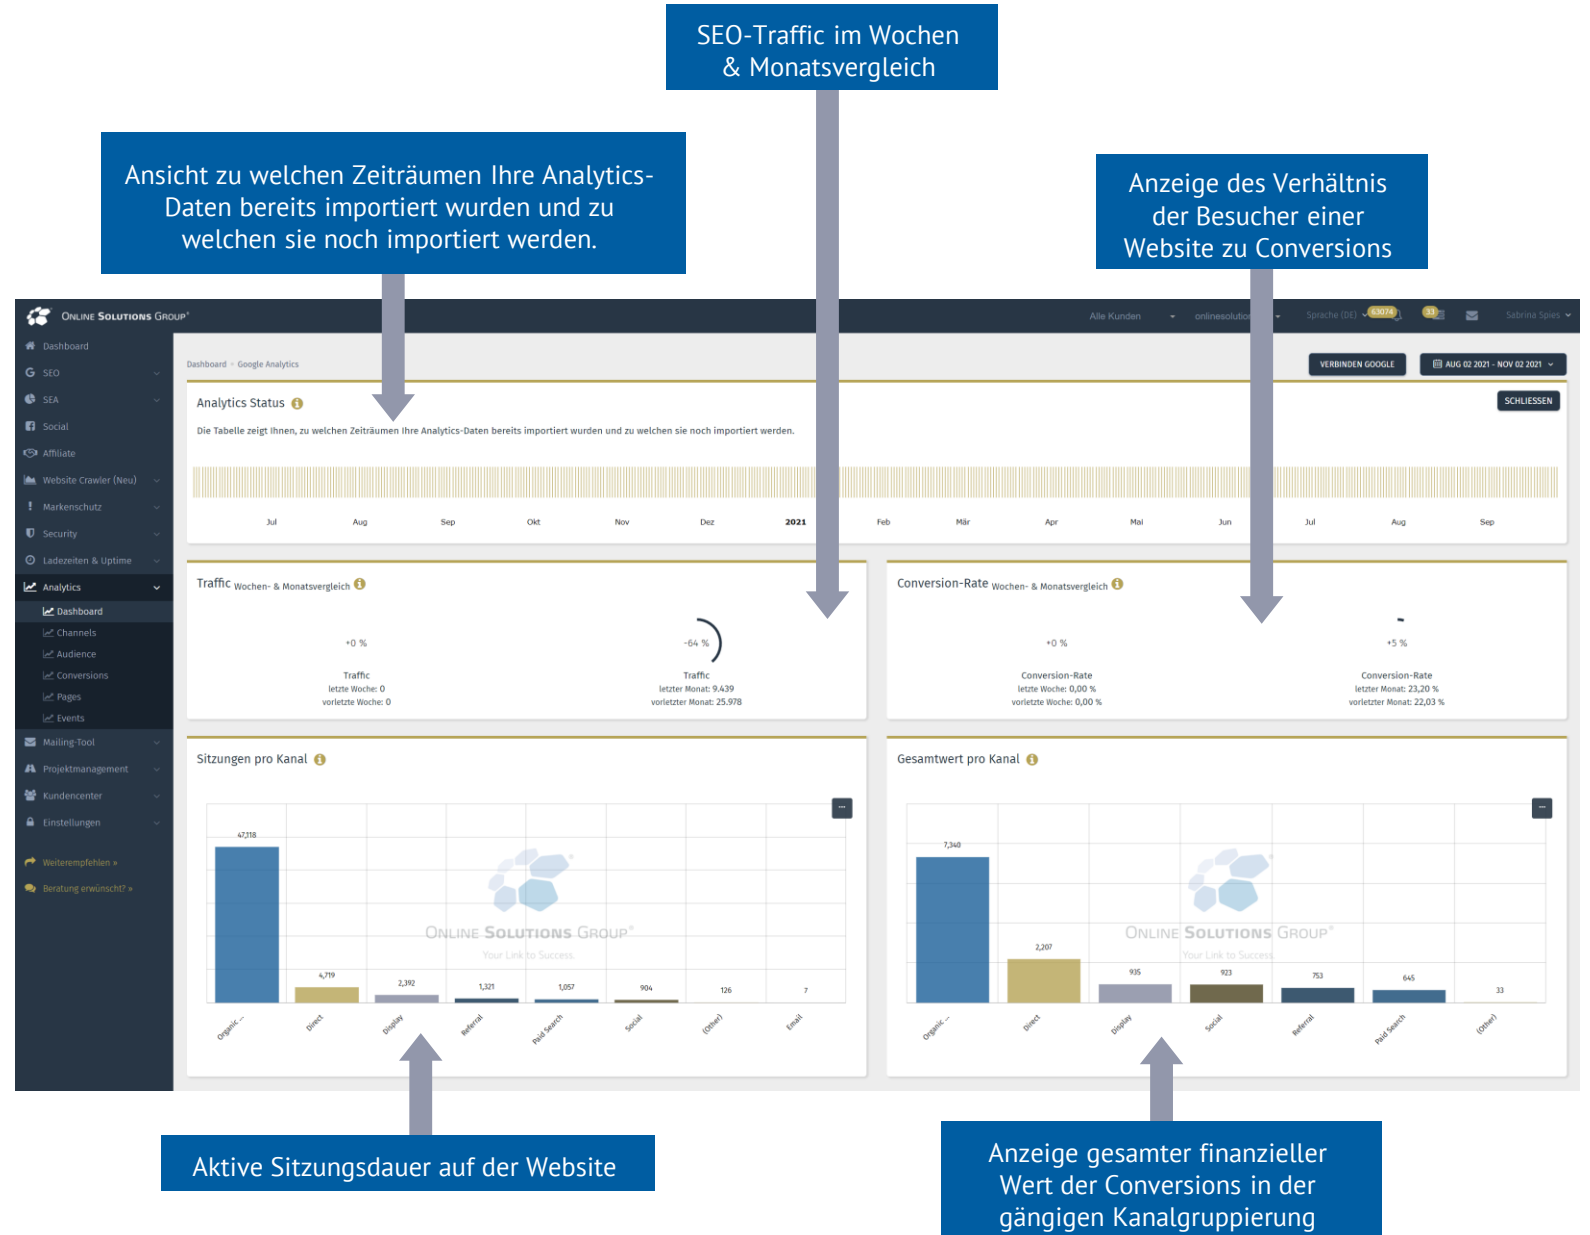 SEO-Traffic im Wochen
& Monatsvergleich
Ansicht zu welchen Zeiträumen Ihre Analytics-
Daten bereits importiert wurden und zu
welchen sie noch importiert werden.
Anzeige des Verhältnis
der Besucher einer
Website zu Conversions
ONLINE SOLUTIONS GROUP®
Alle Kunden
onlinesolution
Sprache (DE)
63074
33
Sabrina Spies
Dashboard
SEO
SEA
Social
Affiliate
Website Crawler (Neu)
Markenschutz
Security
Ladezeiten & Uptime
Analytics
Dashboard
Channels
Audience
Conversions
Pages
Events
Mailing-Tool
Projektmanagement
Kundencenter
Einstellungen
Weiterempfehlen »
Beratung erwünscht? »
Dashboard - Google Analytics
VERBINDEN GOOGLE
AUG 02 2021 - NOV 02 2021
Analytics Status
SCHLIESSEN
Die Tabelle zeigt Ihnen, zu welchen Zeiträumen Ihre Analytics-Daten bereits importiert wurden und zu welchen sie noch importiert werden.
Jul Aug Sep Okt Nov Dez 2021 Feb Mär Apr Mai Jun Jul Aug Sep
Traffic Wochen- & Monatsvergleich
+0 %
Traffic
letzte Woche: 0
vorletzte Woche: 0
-64 %
Traffic
letzter Monat: 9.439
vorletzter Monat: 25.978
Conversion-Rate Wochen- & Monatsvergleich
+0 %
Conversion-Rate
letzte Woche: 0,00 %
vorletzte Woche: 0,00 %
+5 %
Conversion-Rate
letzter Monat: 23,20 %
vorletzter Monat: 22,03 %
Sitzungen pro Kanal
...
47,118
4,719
2,392
1,321
1,057
904
126
7
ONLINE SOLUTIONS GROUP®
Your Link to Success.
Organic ...
Direct
Display
Referral
Paid Search
Social
(Other)
Email
Gesamtwert pro Kanal
...
7,340
2,207
935
923
753
645
33
ONLINE SOLUTIONS GROUP®
Your Link to Success.
Organic ...
Direct
Display
Social
Referral
Paid Search
(Other)
Aktive Sitzungsdauer auf der Website
Anzeige gesamter finanzieller
Wert der Conversions in der
gängigen Kanalgruppierung